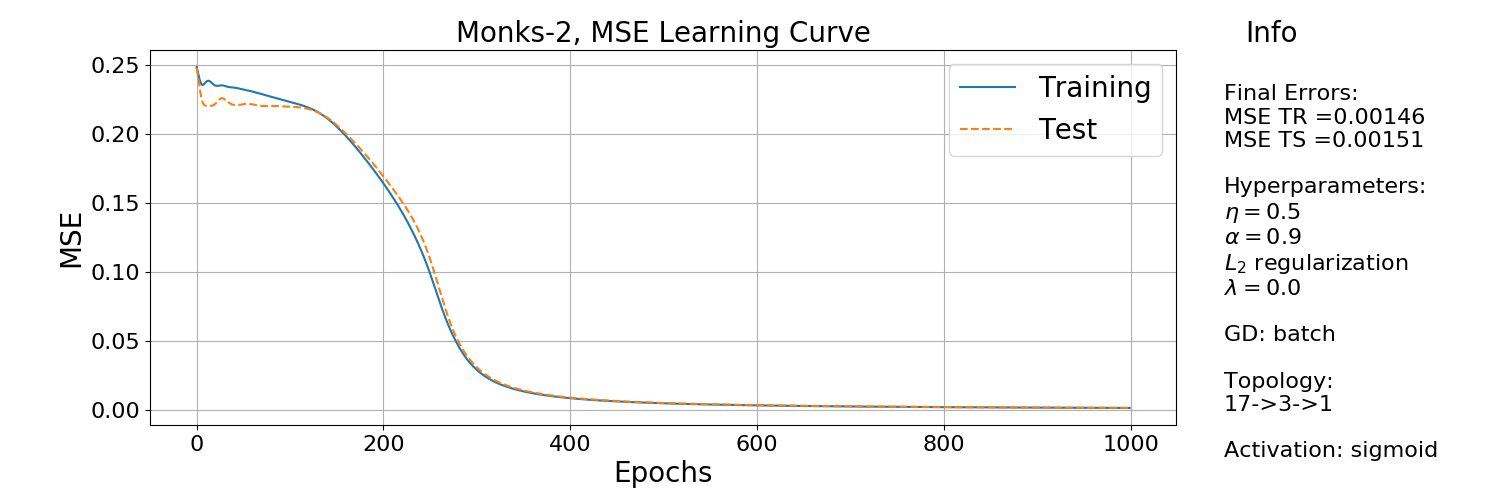 Monks-2, MSE Learning Curve
Info
0.25
0.20
0.15
0.10
0.05
0.00
MSE
0
200
400
600
800
1000
Epochs
Training
Test
Final Errors:
MSE TR =0.00146
MSE TS =0.00151
Hyperparameters:
η = 0.5
α = 0.9
L₂ regularization
λ = 0.0
GD: batch
Topology:
17->3->1
Activation: sigmoid